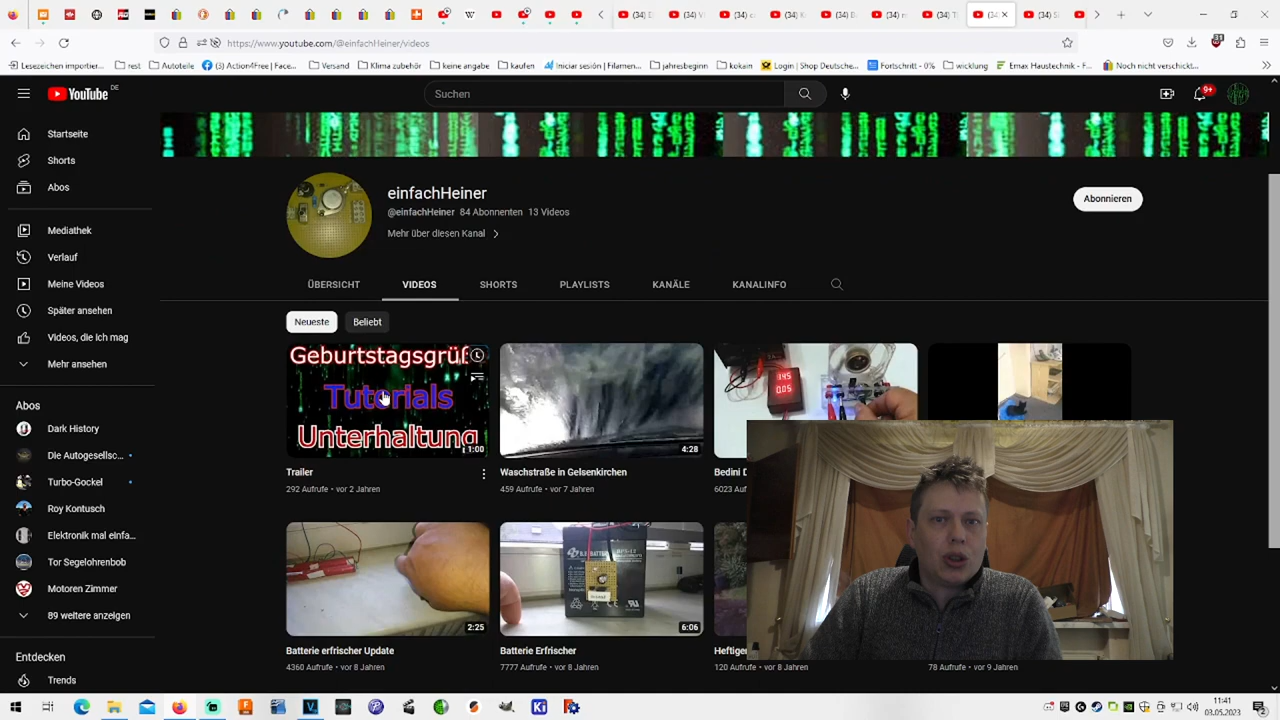 https://www.youtube.com/@einfachHeiner/videos
Lesezeichen importier...
rest
Autoteile
(3) Action4Free | Face...
Versand
Klima zubehör
keine angabe
kaufen
Iniciar sesión | Filamen...
jahresbeginn
kokain
Login | Shop Deutsche...
Fortschritt - 0%
wicklung
Emax Haustechnik - F...
Noch nicht verschickt...
YouTube DE
Suchen
9+
Startseite
Shorts
Abos
Mediathek
Verlauf
Meine Videos
Später ansehen
Videos, die ich mag
Mehr ansehen
Abos
Dark History
Die Autogesellsc...
Turbo-Gockel
Roy Kontusch
Elektronik mal einfa...
Tor Segelohrenbob
Motoren Zimmer
89 weitere anzeigen
Entdecken
Trends
einfachHeiner
@einfachHeiner 84 Abonnenten 13 Videos
Mehr über diesen Kanal
Abonnieren
ÜBERSICHT
VIDEOS
SHORTS
PLAYLISTS
KANÄLE
KANALINFO
Neueste
Beliebt
Geburtstagsgrüß
Tutorials
Unterhaltung
1:00
Trailer
292 Aufrufe • vor 2 Jahren
4:28
Waschstraße in Gelsenkirchen
459 Aufrufe • vor 7 Jahren
Bedini
6023 Auf
2:25
Batterie erfrischer Update
4360 Aufrufe • vor 8 Jahren
6:06
Batterie Erfrischer
7777 Aufrufe • vor 8 Jahren
Heftige
120 Aufrufe • vor 8 Jahren
78 Aufrufe • vor 9 Jahren
11:41
03.05.2023